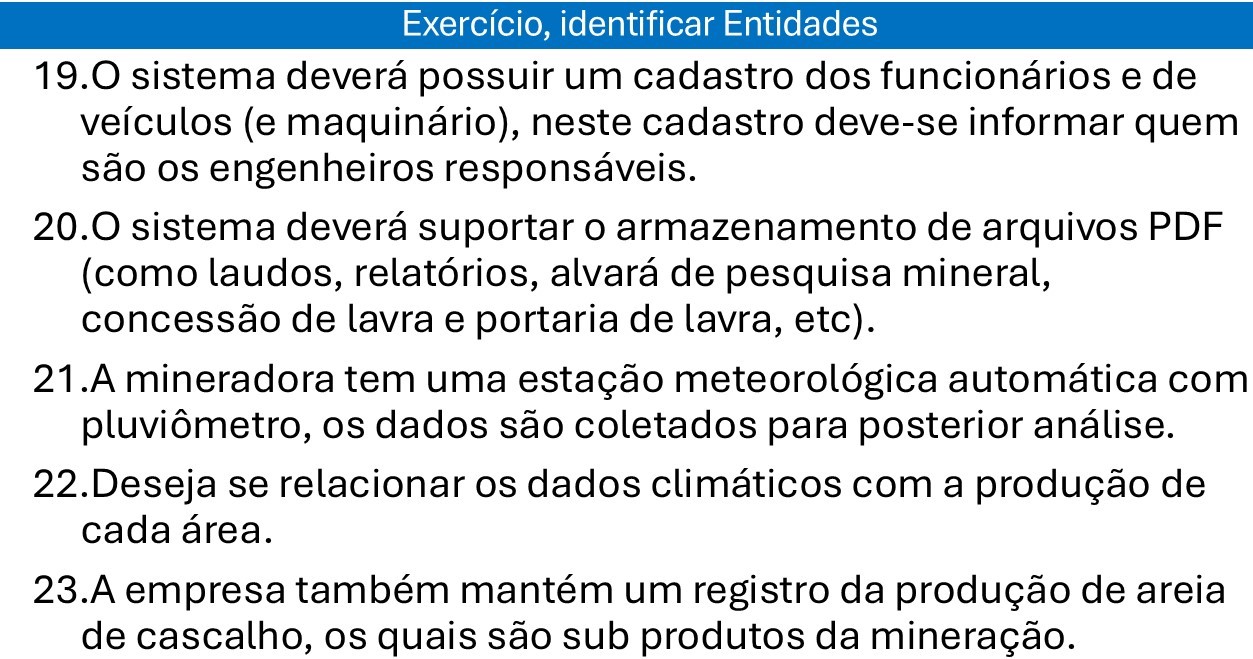 Exercício, identificar Entidades
19.O sistema deverá possuir um cadastro dos funcionários e de
veículos (e maquinário), neste cadastro deve-se informar quem
são os engenheiros responsáveis.
20.O sistema deverá suportar o armazenamento de arquivos PDF
(como laudos, relatórios, alvará de pesquisa mineral,
concessão de lavra e portaria de lavra, etc).
21.A mineradora tem uma estação meteorológica automática com
pluviômetro, os dados são coletados para posterior análise.
22.Deseja se relacionar os dados climáticos com a produção de
cada área.
23.A empresa também mantém um registro da produção de areia
de cascalho, os quais são sub produtos da mineração.